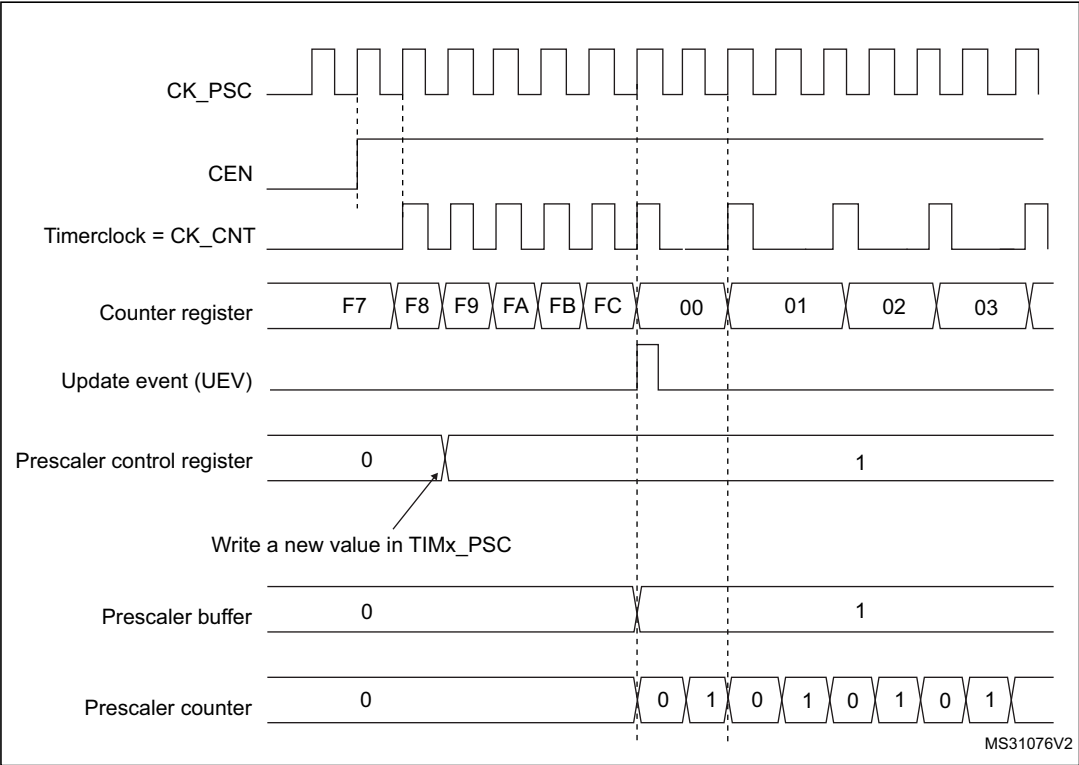 CK_PSC
CEN
Timerclock = CK_CNT
Counter register F7 F8 F9 FA FB FC 00 01 02 03
Update event (UEV)
Prescaler control register 0 1
Write a new value in TIMx_PSC
Prescaler buffer 0 1
Prescaler counter 0 0 1 0 1 0 1 0 1
MS31076V2